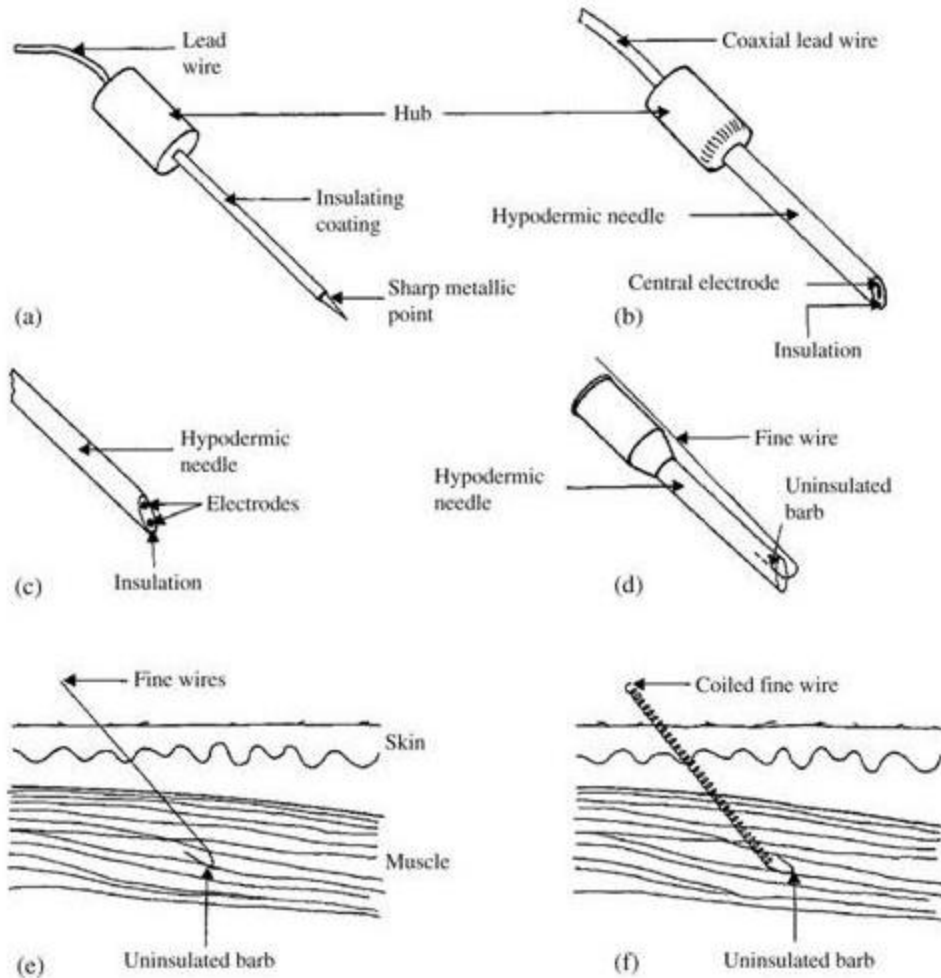 Lead
wire
Coaxial lead wire
Hub
Insulating
coating
Hypodermic needle
Sharp metallic
point
Central electrode
(a)
(b)
Insulation
Hypodermic
needle
Electrodes
Insulation
(c)
Fine wire
Hypodermic
needle
Uninsulated
barb
(d)
Fine wires
Coiled fine wire
Skin
Muscle
Uninsulated barb
Uninsulated barb
(e)
(f)